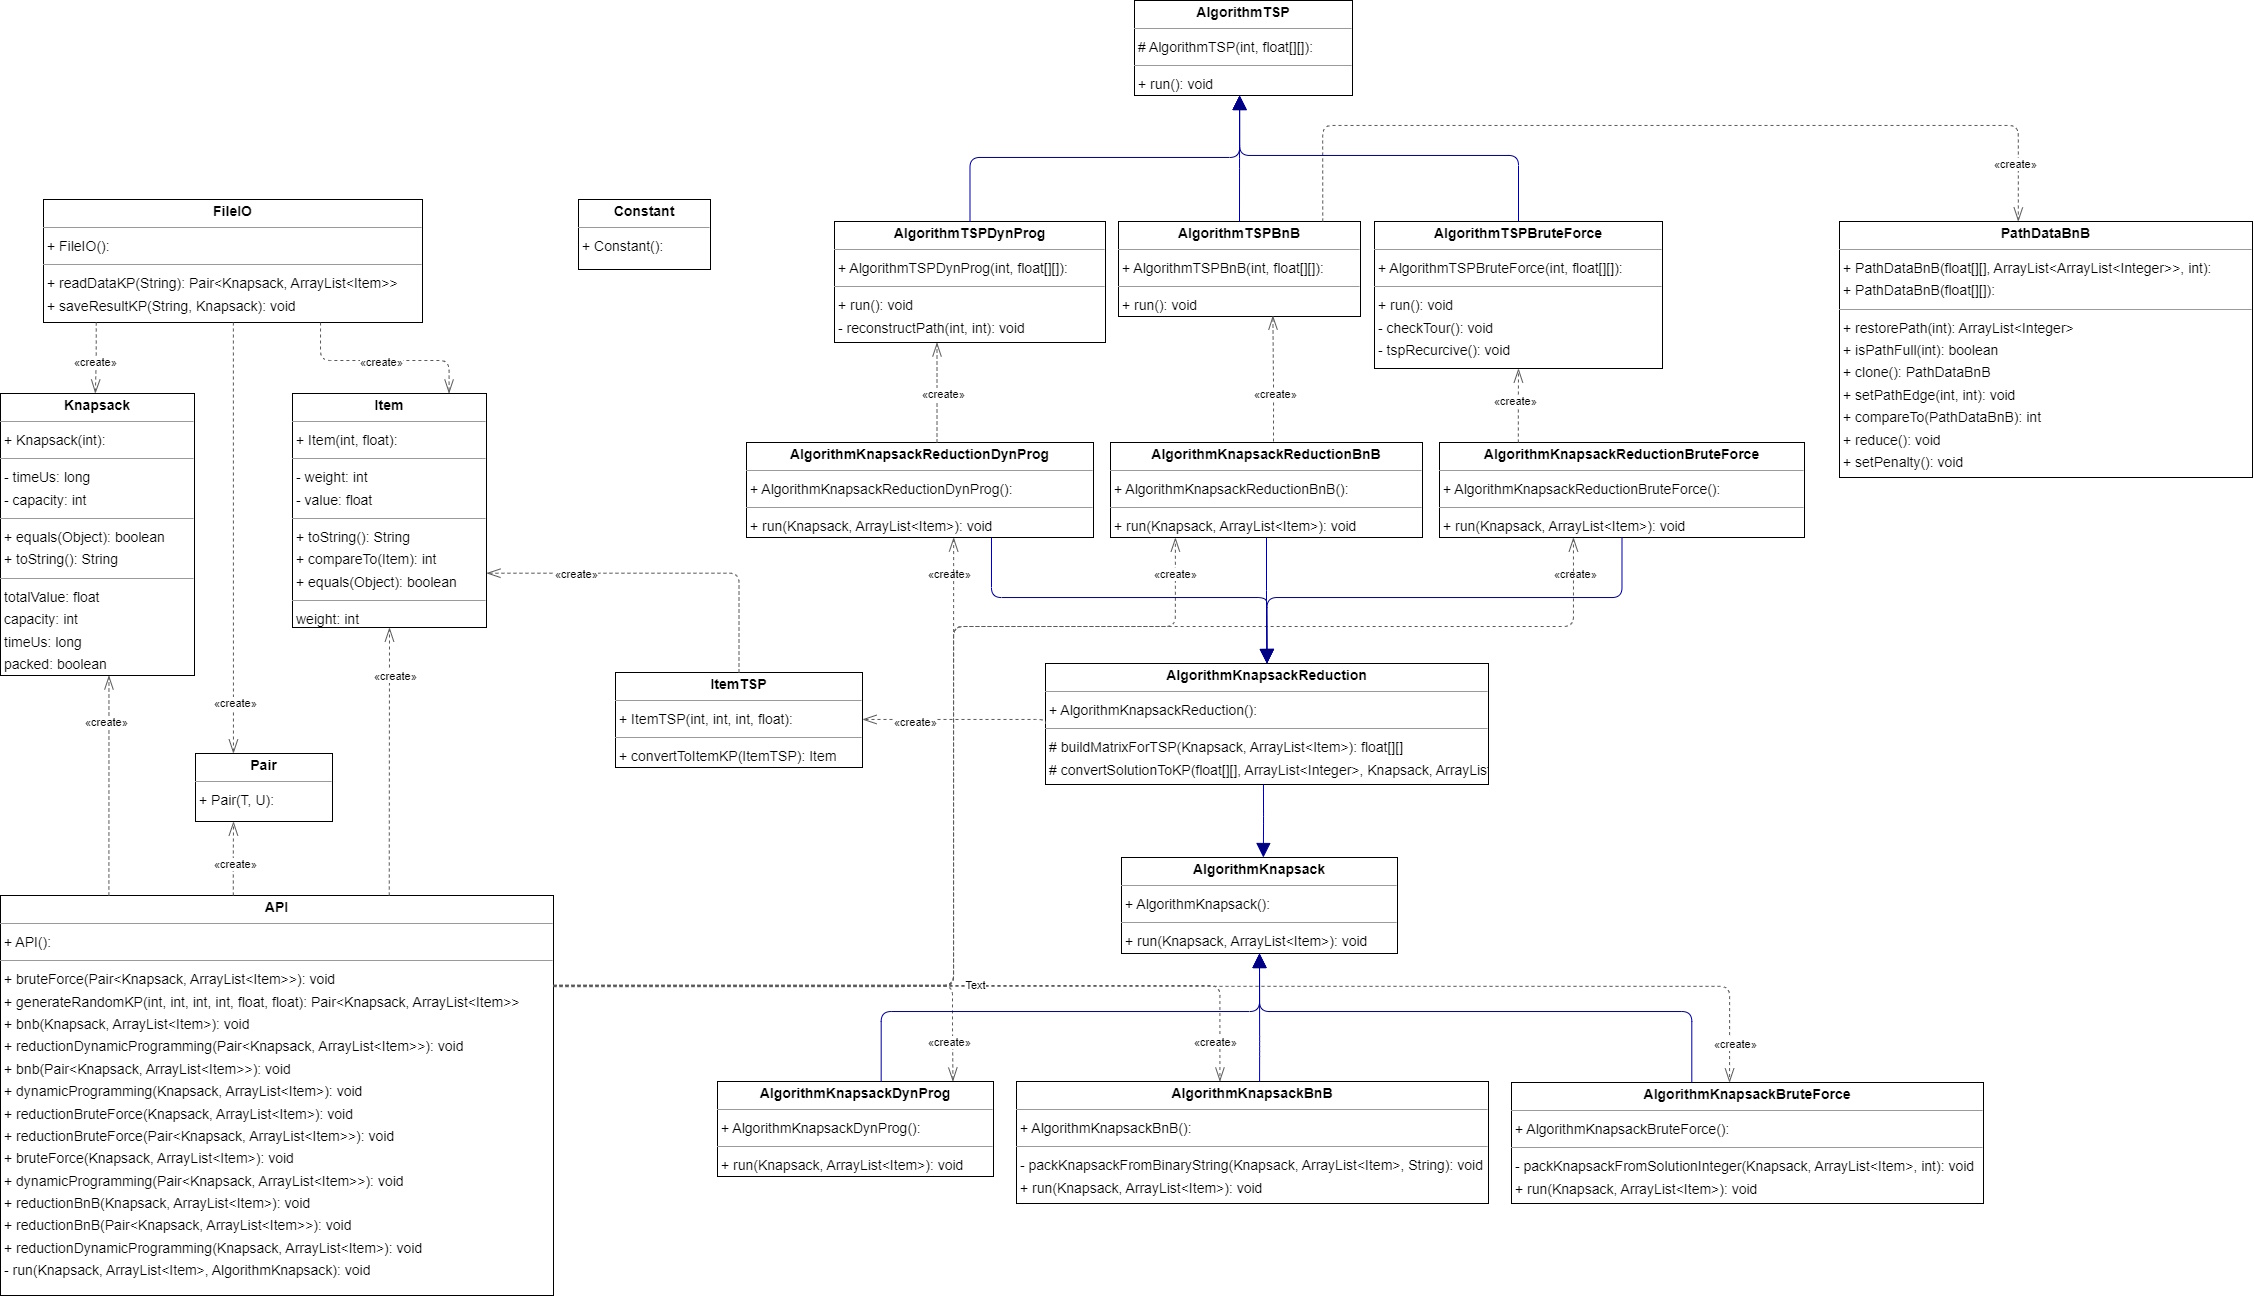 AlgorithmTSP
# AlgorithmTSP(int, float[][]):
+ run(): void
«create»
FileIO
+ FileIO():
+ readDataKP(String): Pair<Knapsack, ArrayList<Item>>
+ saveResultKP(String, Knapsack): void
Constant
+ Constant():
AlgorithmTSPDynProg
+ AlgorithmTSPDynProg(int, float[][]):
+ run(): void
- reconstructPath(int, int): void
AlgorithmTSPBnB
+ AlgorithmTSPBnB(int, float[][]):
+ run(): void
AlgorithmTSPBruteForce
+ AlgorithmTSPBruteForce(int, float[][]):
+ run(): void
- checkTour(): void
- tspRecurcive(): void
PathDataBnB
+ PathDataBnB(float[][], ArrayList<ArrayList<Integer>>, int):
+ PathDataBnB(float[][]):
+ restorePath(int): ArrayList<Integer>
+ isPathFull(int): boolean
+ clone(): PathDataBnB
+ setPathEdge(int, int): void
+ compareTo(PathDataBnB): int
+ reduce(): void
+ setPenalty(): void
«create»
«create»
«create»
«create»
«create»
Knapsack
+ Knapsack(int):
- timeUs: long
- capacity: int
+ equals(Object): boolean
+ toString(): String
totalValue: float
capacity: int
timeUs: long
packed: boolean
Item
+ Item(int, float):
- weight: int
- value: float
+ toString(): String
+ compareTo(Item): int
+ equals(Object): boolean
weight: int
AlgorithmKnapsackReductionDynProg
+ AlgorithmKnapsackReductionDynProg():
+ run(Knapsack, ArrayList<Item>): void
AlgorithmKnapsackReductionBnB
+ AlgorithmKnapsackReductionBnB():
+ run(Knapsack, ArrayList<Item>): void
AlgorithmKnapsackReductionBruteForce
+ AlgorithmKnapsackReductionBruteForce():
+ run(Knapsack, ArrayList<Item>): void
«create»
«create»
«create»
«create»
«create»
«create»
«create»
«create»
ItemTSP
+ ItemTSP(int, int, int, float):
+ convertToItemKP(ItemTSP): Item
AlgorithmKnapsackReduction
+ AlgorithmKnapsackReduction():
# buildMatrixForTSP(Knapsack, ArrayList<Item>): float[][]
# convertSolutionToKP(float[][], ArrayList<Integer>, Knapsack, ArrayLis
«create»
Pair
+ Pair(T, U):
«create»
AlgorithmKnapsack
+ AlgorithmKnapsack():
+ run(Knapsack, ArrayList<Item>): void
API
+ API():
+ bruteForce(Pair<Knapsack, ArrayList<Item>>): void
+ generateRandomKP(int, int, int, int, float, float): Pair<Knapsack, ArrayList<Item>>
+ bnb(Knapsack, ArrayList<Item>): void
+ reductionDynamicProgramming(Pair<Knapsack, ArrayList<Item>>): void
+ bnb(Pair<Knapsack, ArrayList<Item>>): void
+ dynamicProgramming(Knapsack, ArrayList<Item>): void
+ reductionBruteForce(Knapsack, ArrayList<Item>): void
+ reductionBruteForce(Pair<Knapsack, ArrayList<Item>>): void
+ bruteForce(Knapsack, ArrayList<Item>): void
+ dynamicProgramming(Pair<Knapsack, ArrayList<Item>>): void
+ reductionBnB(Knapsack, ArrayList<Item>): void
+ reductionBnB(Pair<Knapsack, ArrayList<Item>>): void
+ reductionDynamicProgramming(Knapsack, ArrayList<Item>): void
- run(Knapsack, ArrayList<Item>, AlgorithmKnapsack): void
Text
«create»
«create»
«create»
AlgorithmKnapsackDynProg
+ AlgorithmKnapsackDynProg():
+ run(Knapsack, ArrayList<Item>): void
AlgorithmKnapsackBnB
+ AlgorithmKnapsackBnB():
- packKnapsackFromBinaryString(Knapsack, ArrayList<Item>, String): void
+ run(Knapsack, ArrayList<Item>): void
AlgorithmKnapsackBruteForce
+ AlgorithmKnapsackBruteForce():
- packKnapsackFromSolutionInteger(Knapsack, ArrayList<Item>, int): void
+ run(Knapsack, ArrayList<Item>): void